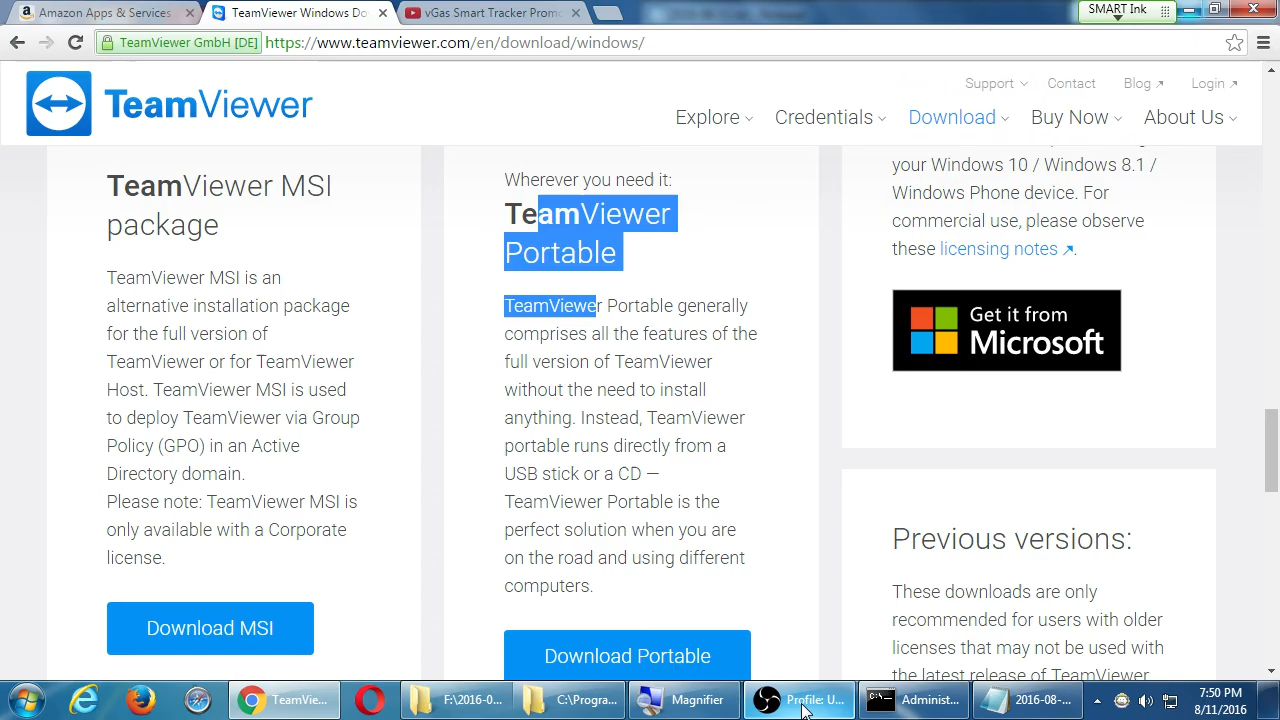 Amazon Apps & Services
TeamViewer Windows Do
vGas Smart Tracker Promo
SMART Ink
TeamViewer GmbH [DE]
https://www.teamviewer.com/en/download/windows/
TeamViewer
Support
Contact
Blog
Login
Explore
Credentials
Download
Buy Now
About Us
TeamViewer MSI
package
TeamViewer MSI is an
alternative installation package
for the full version of
TeamViewer or for TeamViewer
Host. TeamViewer MSI is used
to deploy TeamViewer via Group
Policy (GPO) in an Active
Directory domain.
Please note: TeamViewer MSI is
only available with a Corporate
license.
Download MSI
Wherever you need it:
TeamViewer
Portable
TeamViewer Portable generally
comprises all the features of the
full version of TeamViewer
without the need to install
anything. Instead, TeamViewer
portable runs directly from a
USB stick or a CD —
TeamViewer Portable is the
perfect solution when you are
on the road and using different
computers.
Download Portable
your Windows 10 / Windows 8.1 /
Windows Phone device. For
commercial use, please observe
these licensing notes .
Get it from
Microsoft
Previous versions:
These downloads are only
recommended for users with older
licenses that may not be used with
the latest release of TeamViewer.
TeamVie...
F:\2016-0...
C:\Progra...
Magnifier
Profile: U...
Administ...
2016-08-...
7:50 PM
8/11/2016